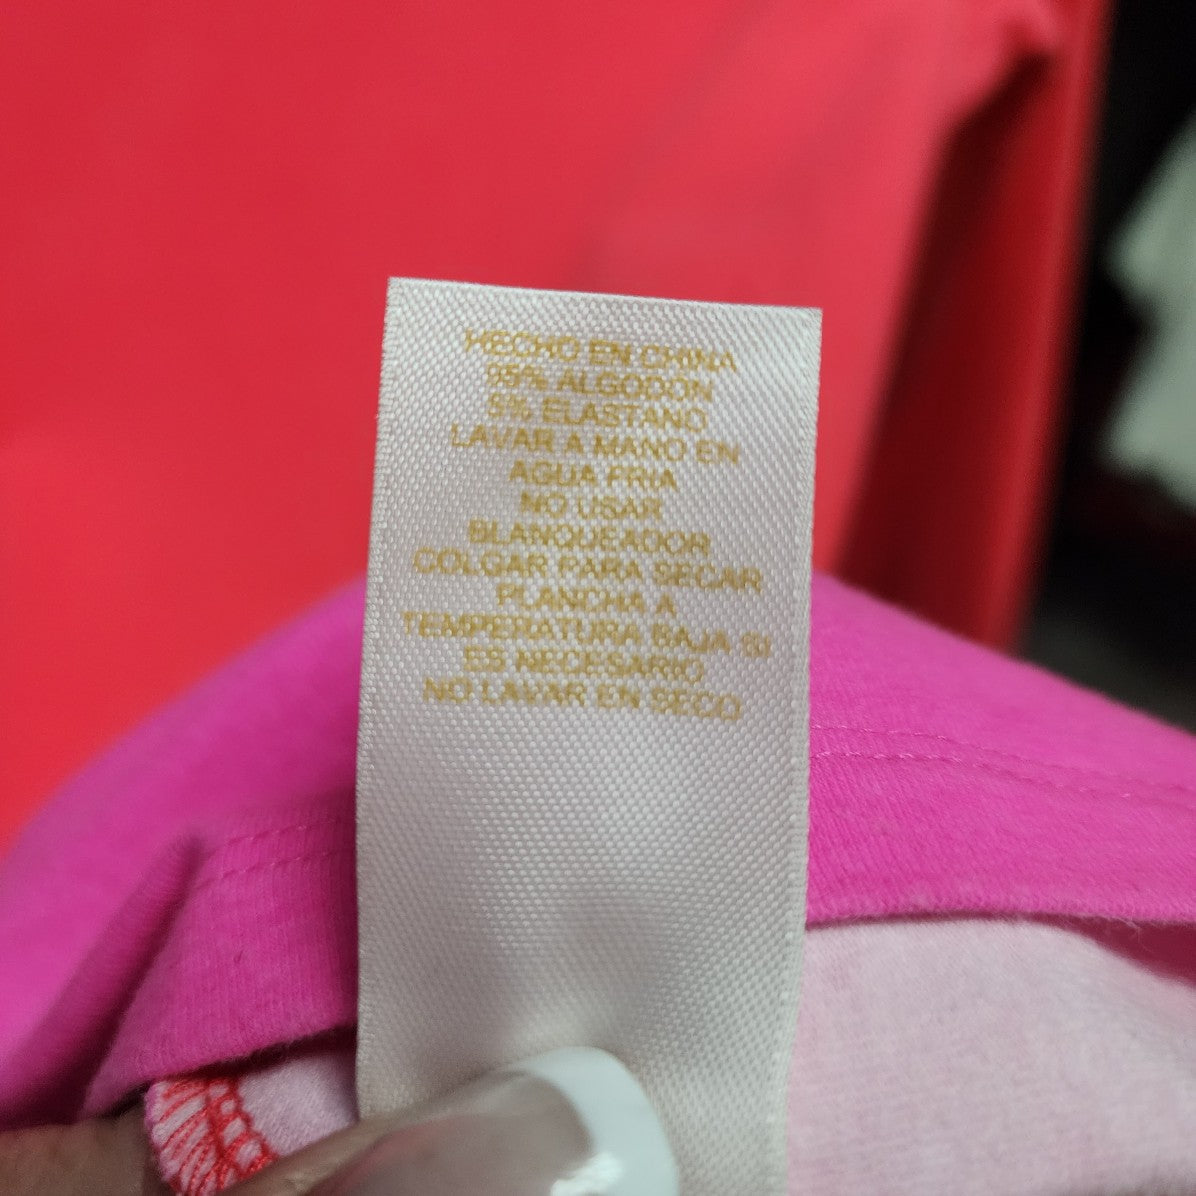 HECHO EN CHINA
95% ALGODON
5% ELASTANO
LAVAR A MANO EN
AGUA FRIA
NO USAR
BLANQUEADOR
COLGAR PARA SECAR
PLANCHA A
TEMPERATURA BAJA SI
ES NECESARIO
NO LAVAR EN SECO